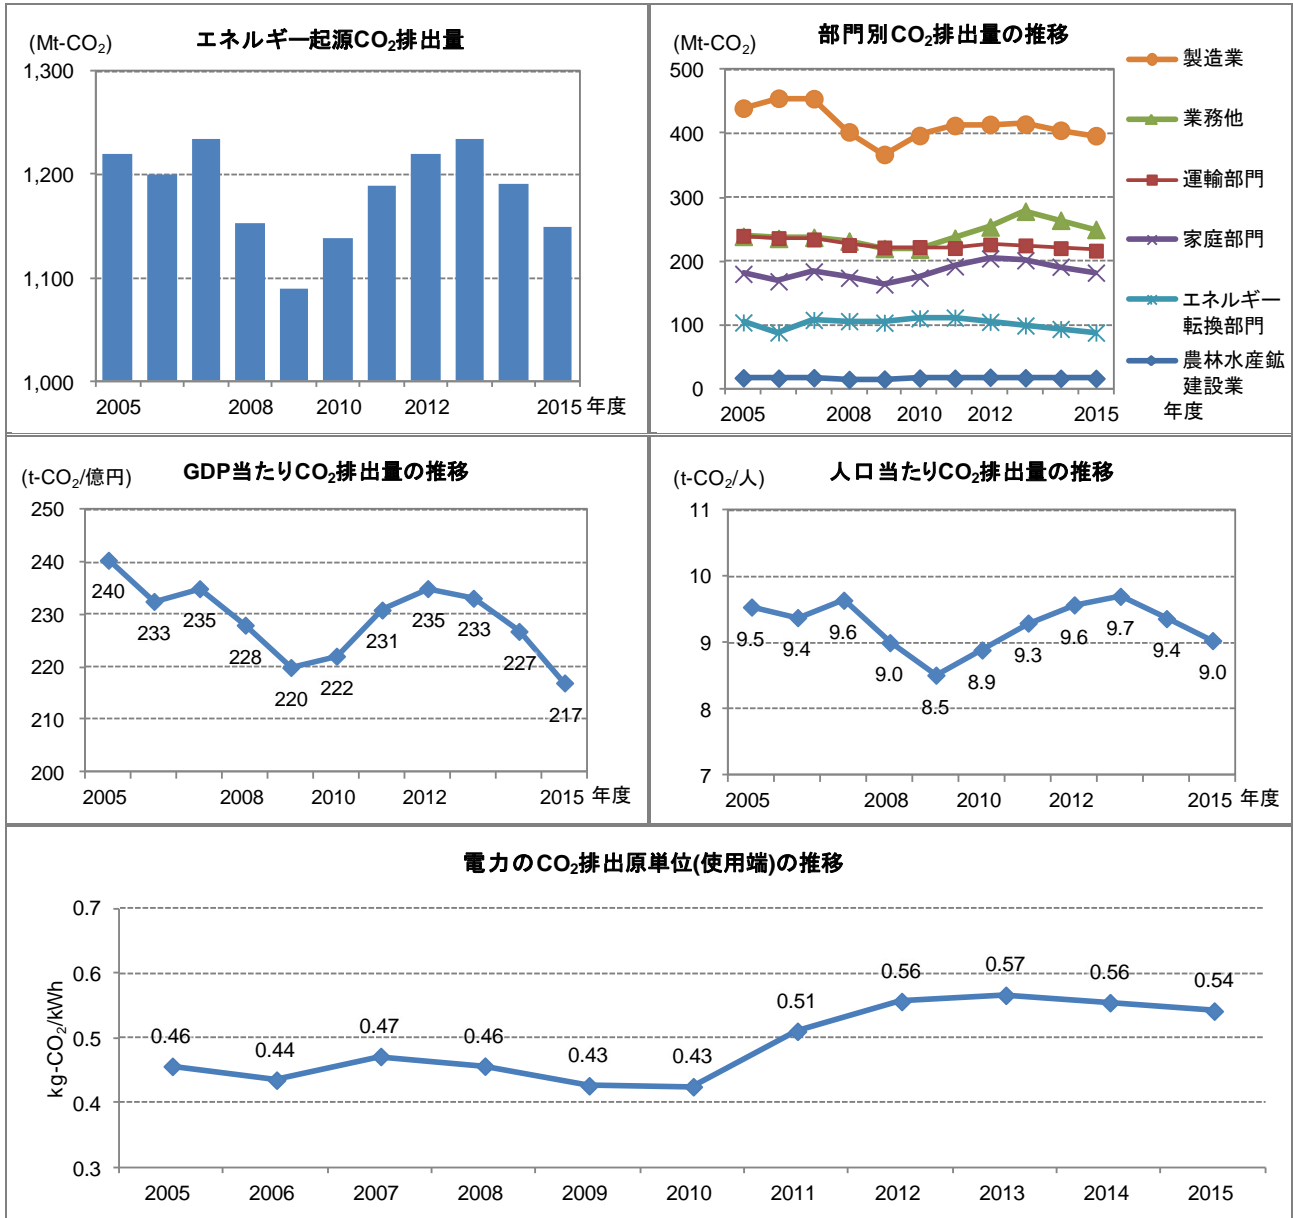 エネルギー起源CO₂排出量
(Mt-CO₂)
1,300
1,200
1,100
1,000
2005 2008 2010 2012 2015 年度
部門別CO₂排出量の推移
(Mt-CO₂)
500
400
300
200
100
0
2005 2008 2010 2012 2015 年度
製造業
業務他
運輸部門
家庭部門
エネルギー
転換部門
農林水産鉱
建設業
GDP当たりCO₂排出量の推移
(t-CO₂/億円)
250
240
230
220
210
200
240 233 235 228 220 222 231 235 233 227 217
2005 2008 2010 2012 2015 年度
人口当たりCO₂排出量の推移
(t-CO₂/人)
11
10
9
8
7
9.5 9.4 9.6 9.0 8.5 8.9 9.3 9.6 9.7 9.4 9.0
2005 2008 2010 2012 2015 年度
電力のCO₂排出原単位(使用端)の推移
kg-CO₂/kWh
0.7
0.6
0.5
0.4
0.3
0.46 0.44 0.47 0.46 0.43 0.43 0.51 0.56 0.57 0.56 0.54
2005 2006 2007 2008 2009 2010 2011 2012 2013 2014 2015